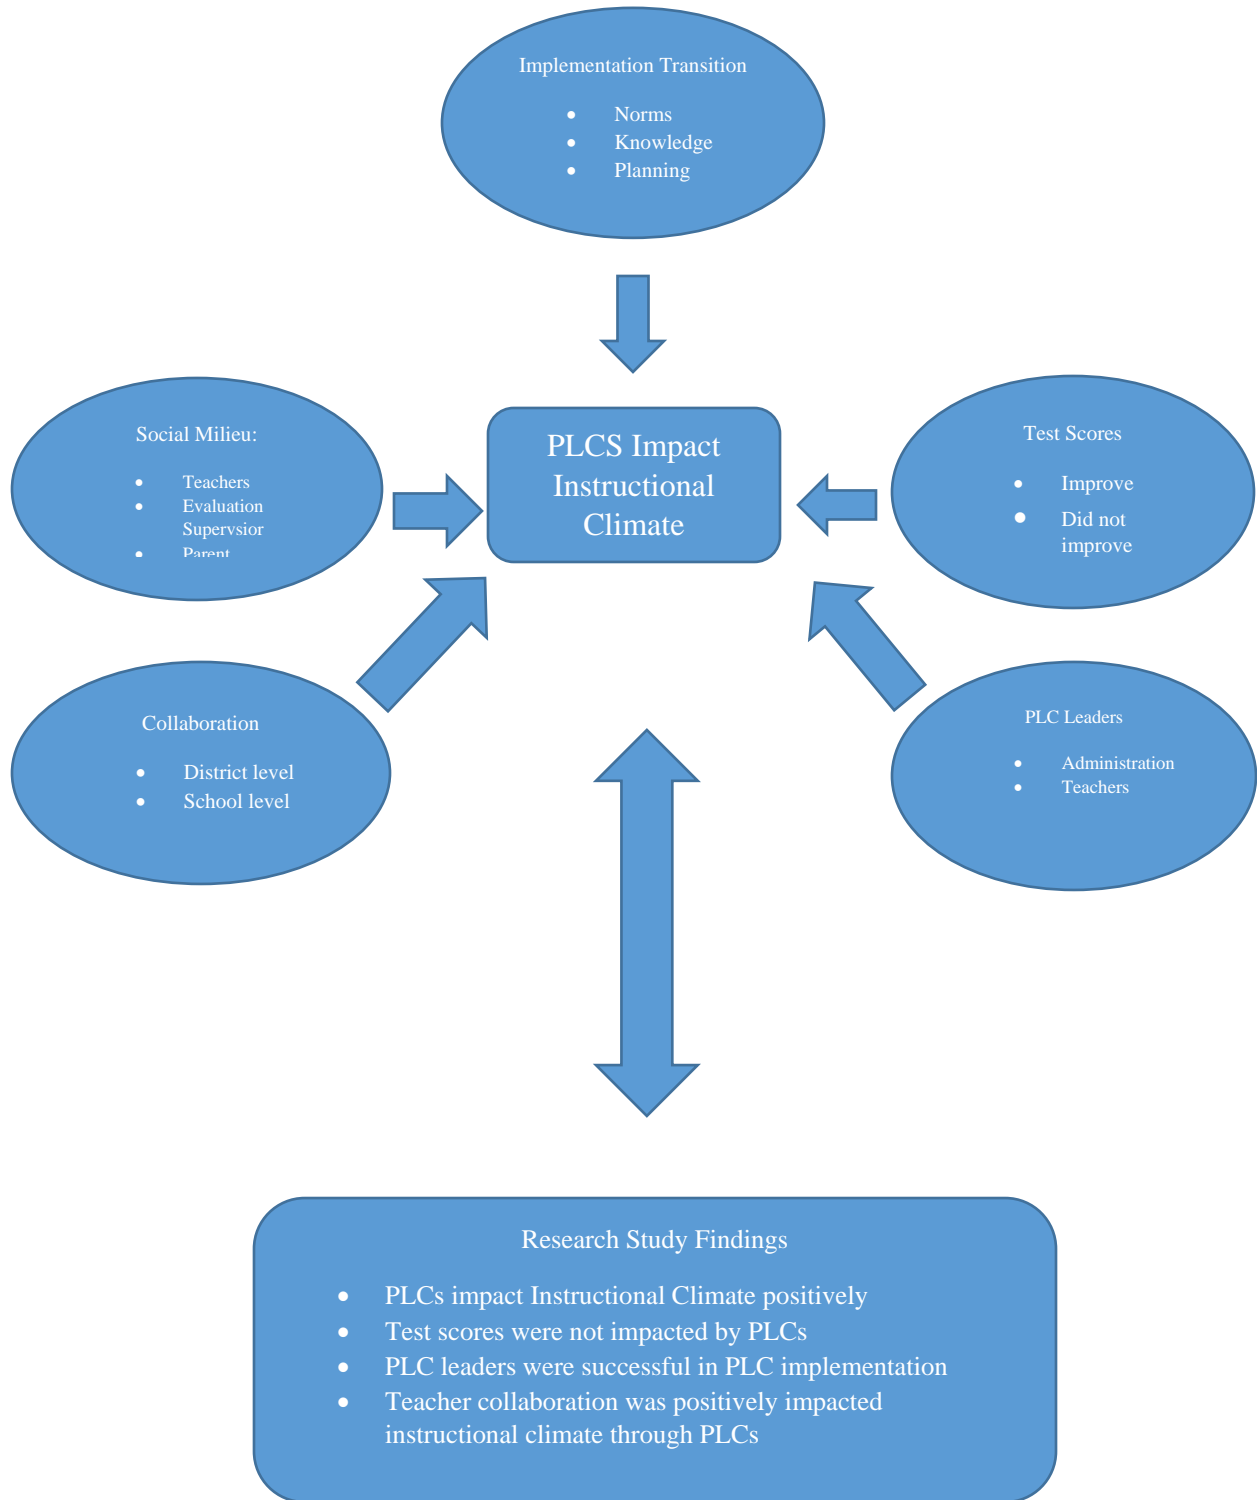 Implementation Transition
• Norms
• Knowledge
• Planning
Social Milieu:
• Teachers
• Evaluation
Supervsior
• Parent
PLCS Impact
Instructional
Climate
Test Scores
• Improve
• Did not
improve
Collaboration
• District level
• School level
PLC Leaders
• Administration
• Teachers
Research Study Findings
• PLCs impact Instructional Climate positively
• Test scores were not impacted by PLCs
• PLC leaders were successful in PLC implementation
• Teacher collaboration was positively impacted
instructional climate through PLCs